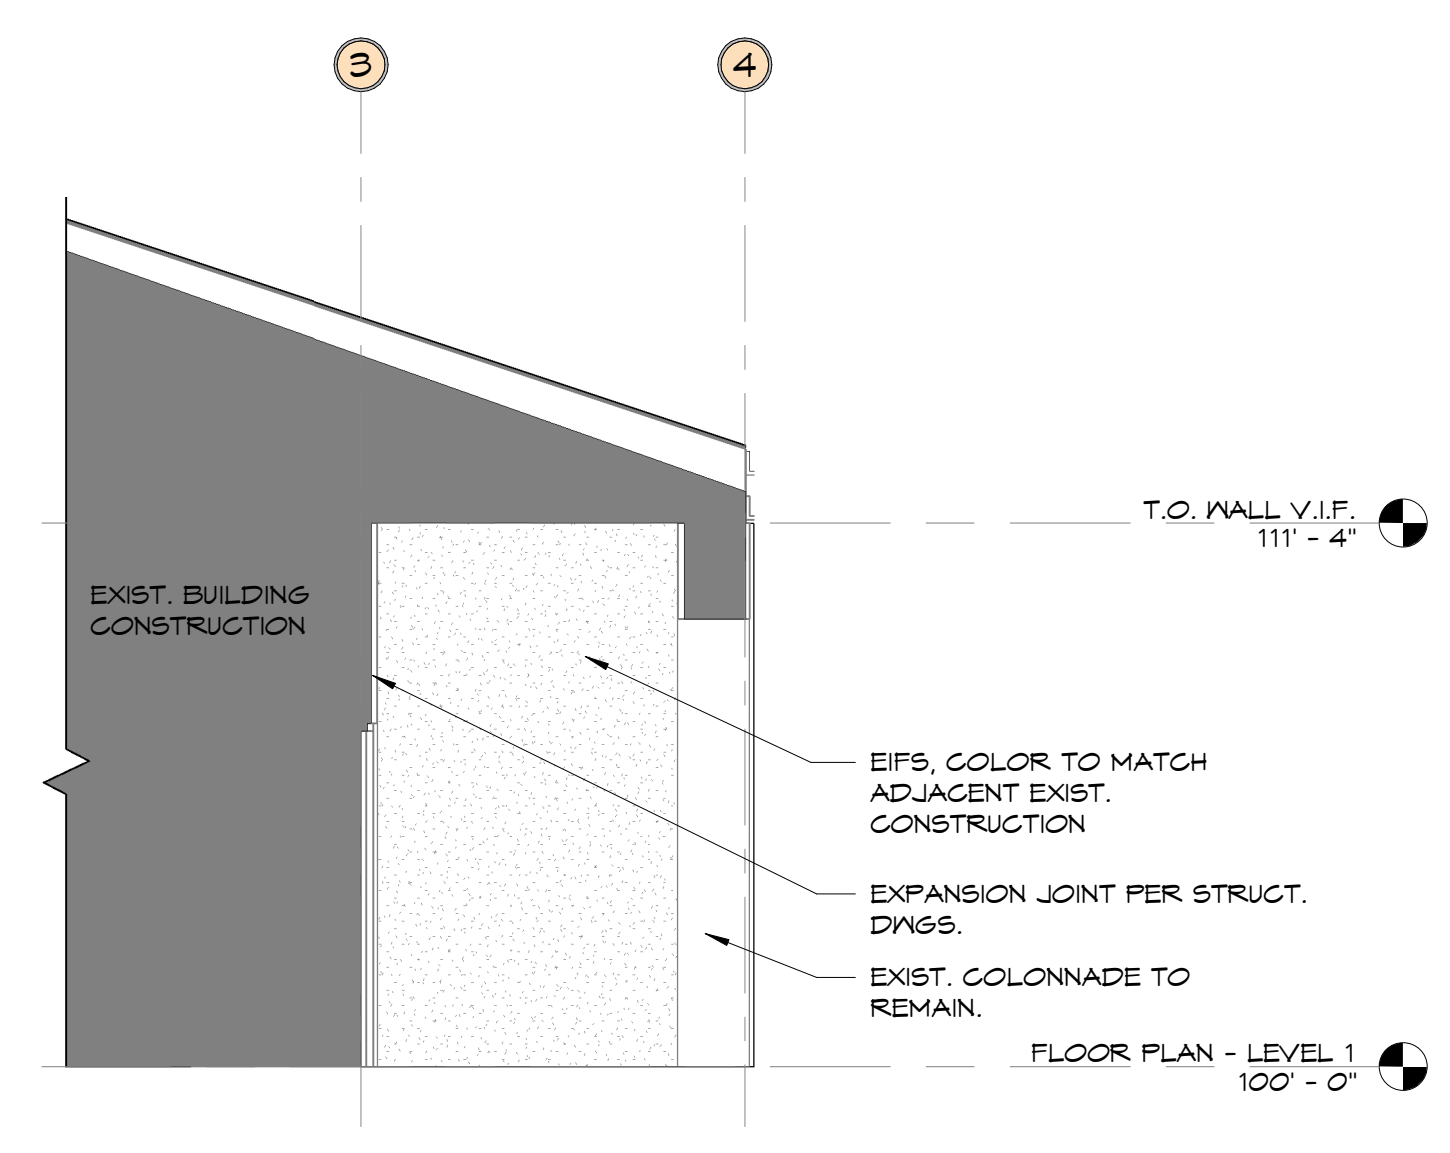 3
4
T.O. WALL V.I.F.
111' - 4"
EXIST. BUILDING
CONSTRUCTION
EIFS, COLOR TO MATCH
ADJACENT EXIST.
CONSTRUCTION
EXPANSION JOINT PER STRUCT.
DWGS.
EXIST. COLONNADE TO
REMAIN.
FLOOR PLAN - LEVEL 1
100' - 0"